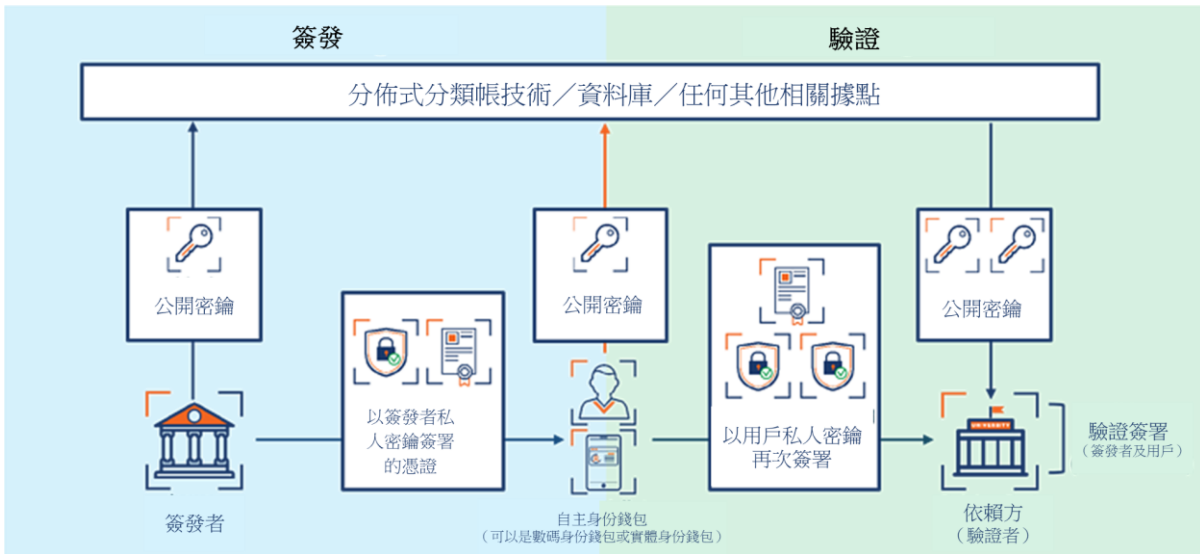 簽發
驗證
分佈式分類帳技術／資料庫／任何其他相關據點
公開密鑰
公開密鑰
公開密鑰
以簽發者私
人密鑰簽署
的憑證
以用戶私人密鑰
再次簽署
UNIVERSITY
驗證簽署
（簽發者及用戶）
簽發者
自主身份錢包
（可以是數碼身份錢包或實體身份錢包）
依賴方
（驗證者）